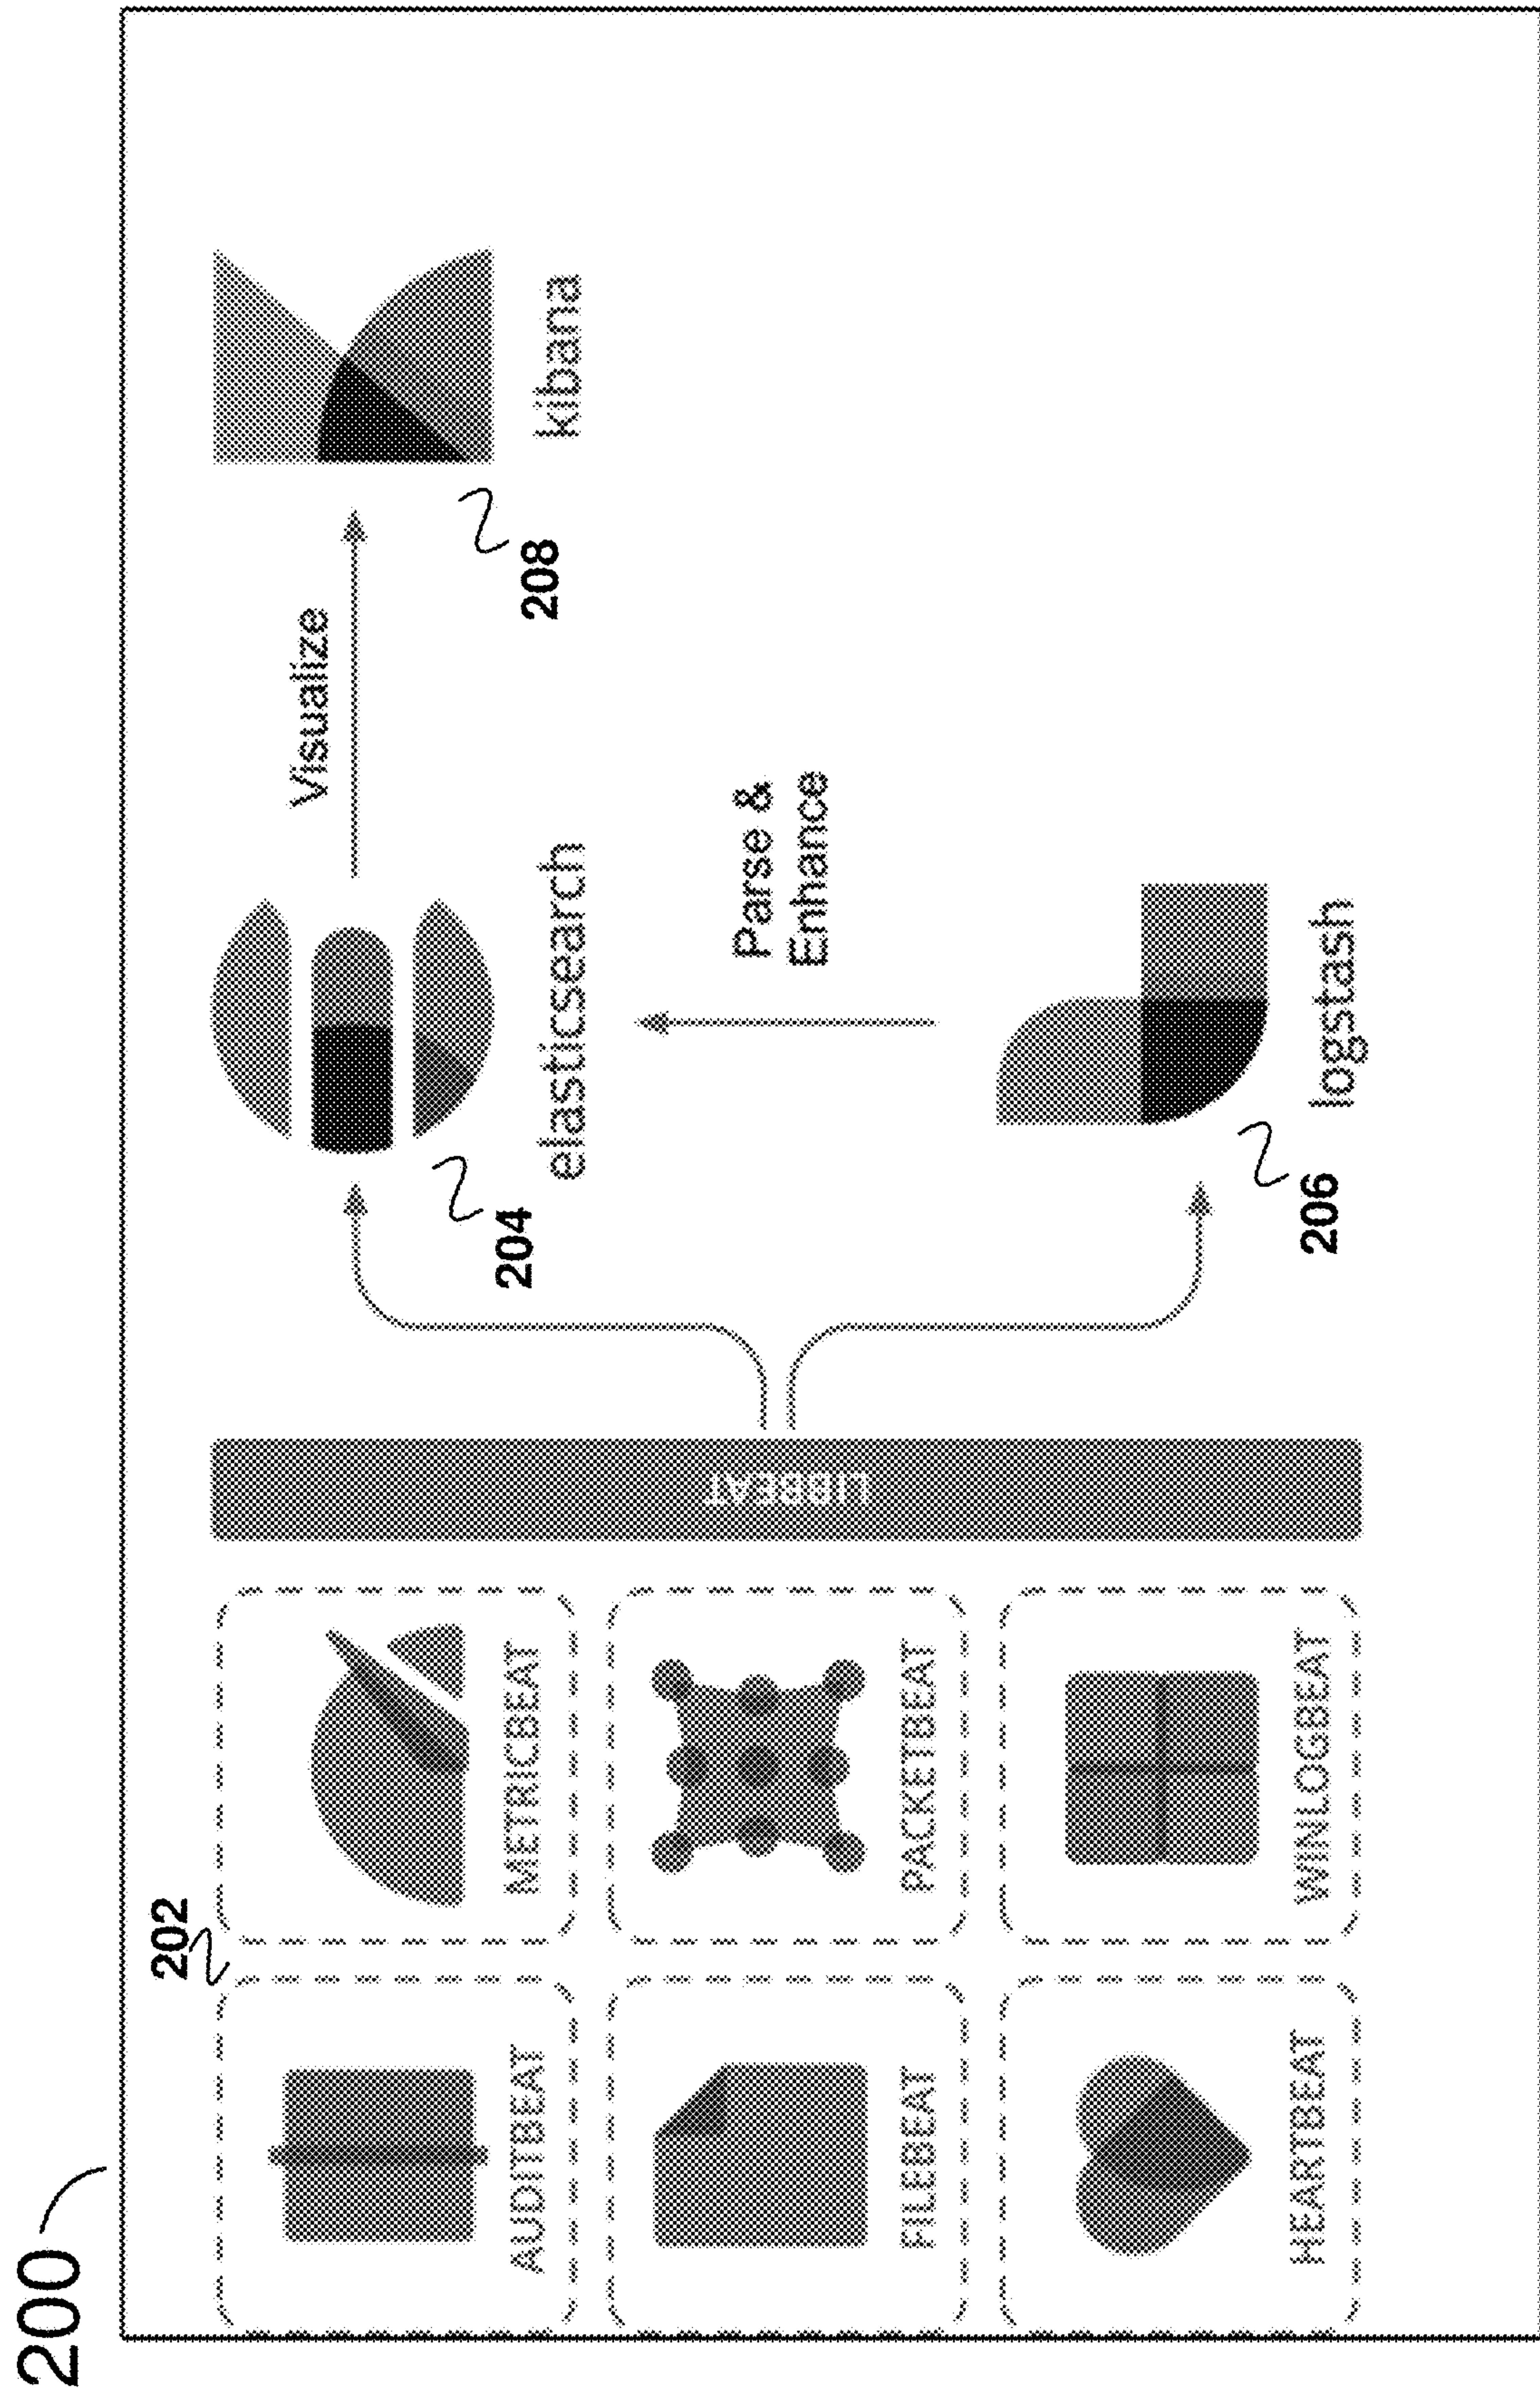 200
202
AUDITBEAT
METRICBEAT
FILEBEAT
PACKETBEAT
HEARTBEAT
WINLOGBEAT
LIBBEAT
204
elasticsearch
Visualize
208
kibana
Parse &
Enhance
206
logstash